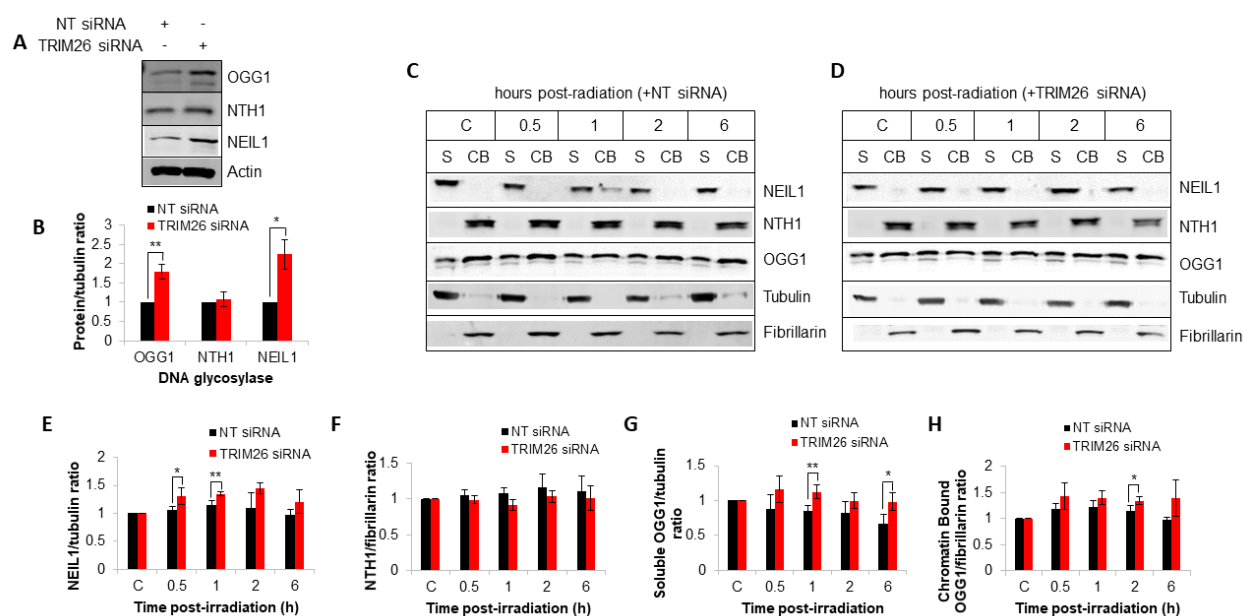 A
NT siRNA + -
TRIM26 siRNA - +
OGG1
NTH1
NEIL1
Actin
B
NT siRNA
TRIM26 siRNA
Protein/tubulin ratio
3
2.5
2
1.5
1
0.5
**
*
OGG1 NTH1 NEIL1
DNA glycosylase
C
hours post-radiation (+NT siRNA)
C 0.5 1 2 6
S CB S CB S CB S CB S CB
NEIL1
NTH1
OGG1
Tubulin
Fibrillarin
D
hours post-radiation (+TRIM26 siRNA)
C 0.5 1 2 6
S CB S CB S CB S CB S CB
NEIL1
NTH1
OGG1
Tubulin
Fibrillarin
E
NT siRNA
TRIM26 siRNA
NEIL1/tubulin ratio
2
1.5
1
0.5
* **
C 0.5 1 2 6
Time post-irradiation (h)
F
NT siRNA
TRIM26 siRNA
NTH1/fibrillarin ratio
2
1.5
1
0.5
0
C 0.5 1 2 6
Time post-irradiation (h)
G
NT siRNA
TRIM26 siRNA
Soluble OGG1/tubulin
ratio
2
1.5
1
0.5
** *
C 0.5 1 2 6
Time post-irradiation
H
NT siRNA
TRIM26 siRNA
Chromatin Bound
OGG1/fibrillarin ratio
2
1.5
1
0.5
*
C 0.5 1 2 6
Time post-irradiation (h)